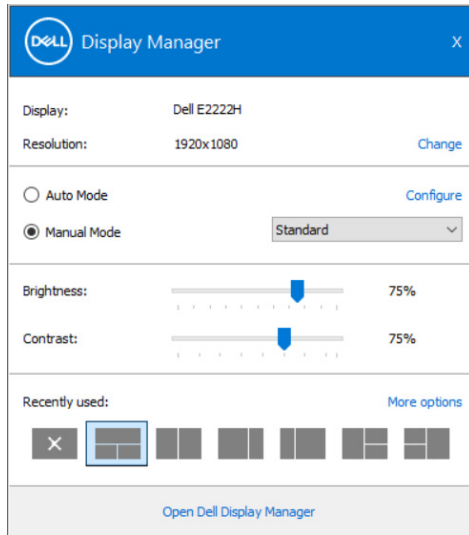 DELL Display Manager X
Display: Dell E2222H
Resolution: 1920x1080 Change
Auto Mode Configure
Manual Mode Standard
Brightness: 75%
Contrast: 75%
Recently used: More options
Open Dell Display Manager